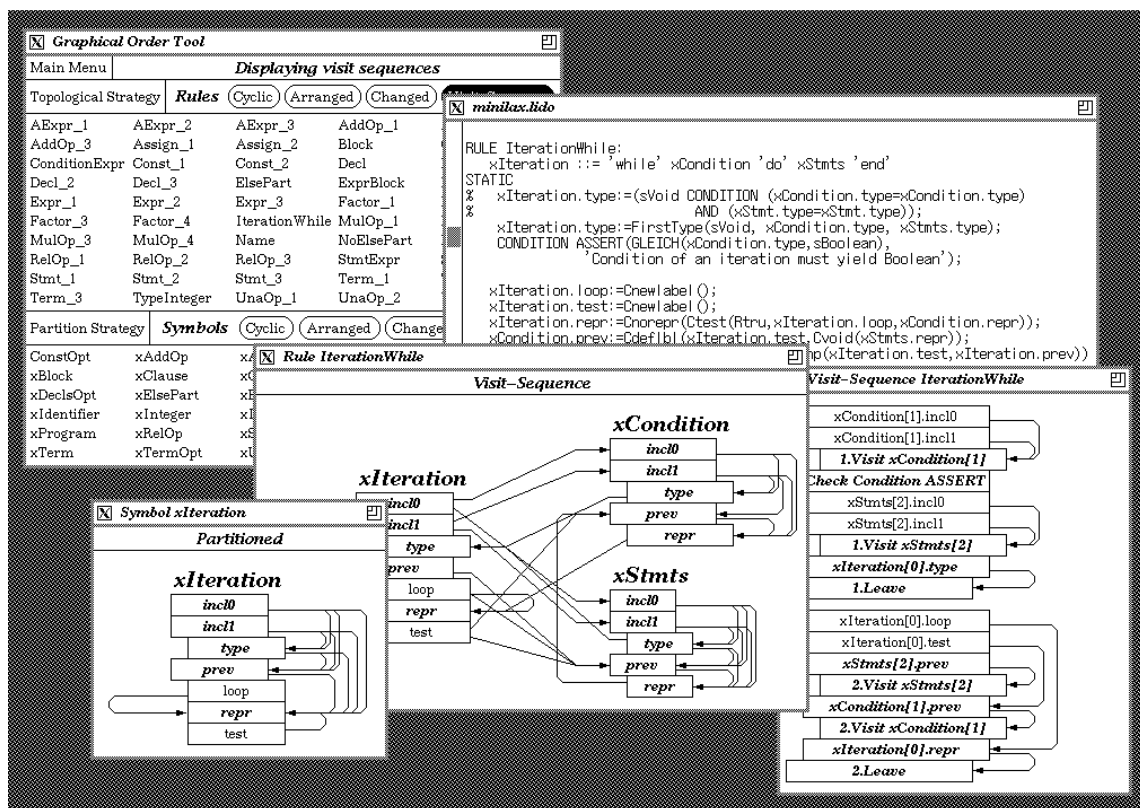 Graphical Order Tool
Main Menu Displaying visit sequences
Topological Strategy Rules Cyclic Arranged Changed
AExpr_1 AExpr_2 AExpr_3 AddOp_1
AddOp_3 Assign_1 Assign_2 Block
ConditionExpr Const_1 Const_2 Decl
Decl_2 Decl_3 ElsePart ExprBlock
Expr_1 Expr_2 Expr_3 Factor_1
Factor_3 Factor_4 IterationWhile MulOp_1
MulOp_3 MulOp_4 Name NoElsePart
RelOp_1 RelOp_2 RelOp_3 StmtExpr
Stmt_1 Stmt_2 Stmt_3 Term_1
Term_3 TypeInteger UnaOp_1 UnaOp_2
Partition Strategy Symbols Cyclic Arranged Change
ConstOpt xAddOp
xBlock xClause
xDeclsOpt xElsePart
xIdentifier xInteger
xProgram xRelOp
xTerm xTermOpt
minilax.lido
RULE IterationWhile:
xIteration ::= 'while' xCondition 'do' xStmts 'end'
STATIC
% xIteration.type:=(sVoid CONDITION (xCondition.type=xCondition.type)
% AND (xStmt.type=xStmt.type));
xIteration.type:=FirstType(sVoid, xCondition.type, xStmts.type);
CONDITION ASSERT(GLEICH(xCondition.type,sBoolean),
'Condition of an iteration must yield Boolean');
xIteration.loop:=Cnewlabel();
xIteration.test:=Cnewlabel();
xIteration.repr:=Cnorepr(Ctest(Rtru,xIteration.loop,xCondition.repr));
xCondition.prev:=Cdeflbl(xIteration.test,Cvoid(xStmts.repr));
mp(xIteration.test,xIteration.prev))
Rule IterationWhile
Visit-Sequence
xIteration
incl0
incl1
type
prev
loop
repr
test
xCondition
incl0
incl1
type
prev
repr
xStmts
incl0
incl1
type
prev
repr
Symbol xIteration
Partitioned
xIteration
incl0
incl1
type
prev
loop
repr
test
Visit-Sequence IterationWhile
xCondition[1].incl0
xCondition[1].incl1
1.Visit xCondition[1]
Check Condition ASSERT
xStmts[2].incl0
xStmts[2].incl1
1.Visit xStmts[2]
xIteration[0].type
1.Leave
xIteration[0].loop
xIteration[0].test
xStmts[2].prev
2.Visit xStmts[2]
xCondition[1].prev
2.Visit xCondition[1]
xIteration[0].repr
2.Leave